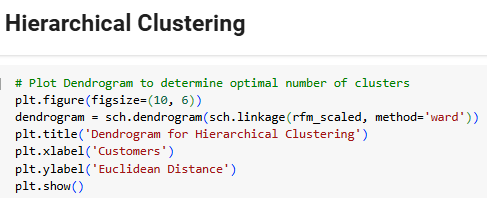 Hierarchical Clustering
# Plot Dendrogram to determine optimal number of clusters
plt.figure(figsize=(10, 6))
dendrogram = sch.dendrogram(sch.linkage(rfm_scaled, method='ward'))
plt.title('Dendrogram for Hierarchical Clustering')
plt.xlabel('Customers')
plt.ylabel('Euclidean Distance')
plt.show()